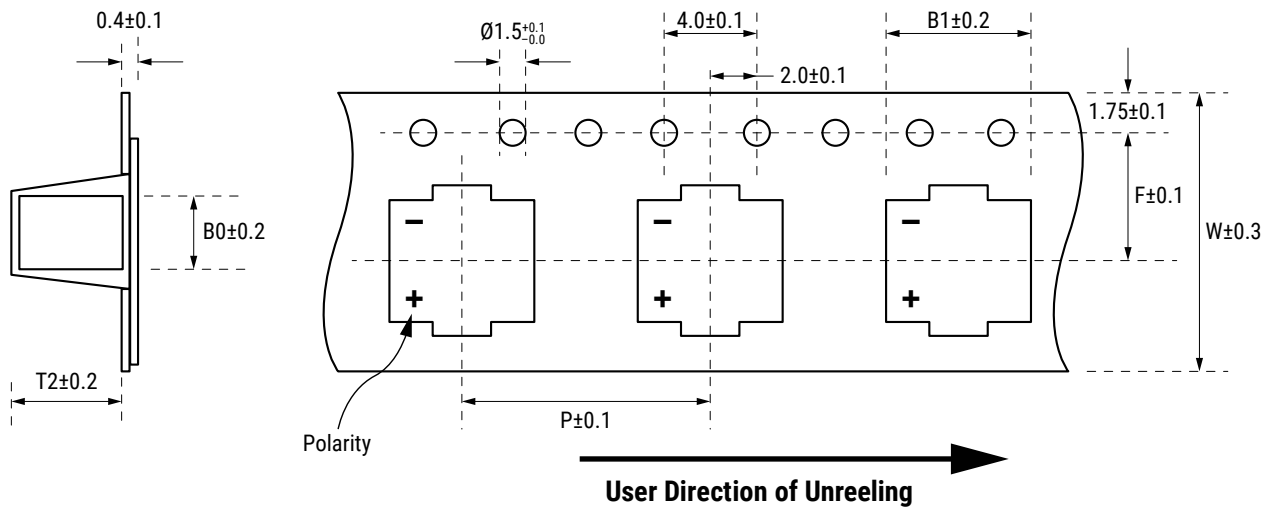 0.4±0.1
Ø1.5+0.1
−0.0
4.0±0.1
B1±0.2
2.0±0.1
1.75±0.1
F±0.1
W±0.3
B0±0.2
−
−
−
+
+
+
T2±0.2
P±0.1
Polarity
User Direction of Unreeling